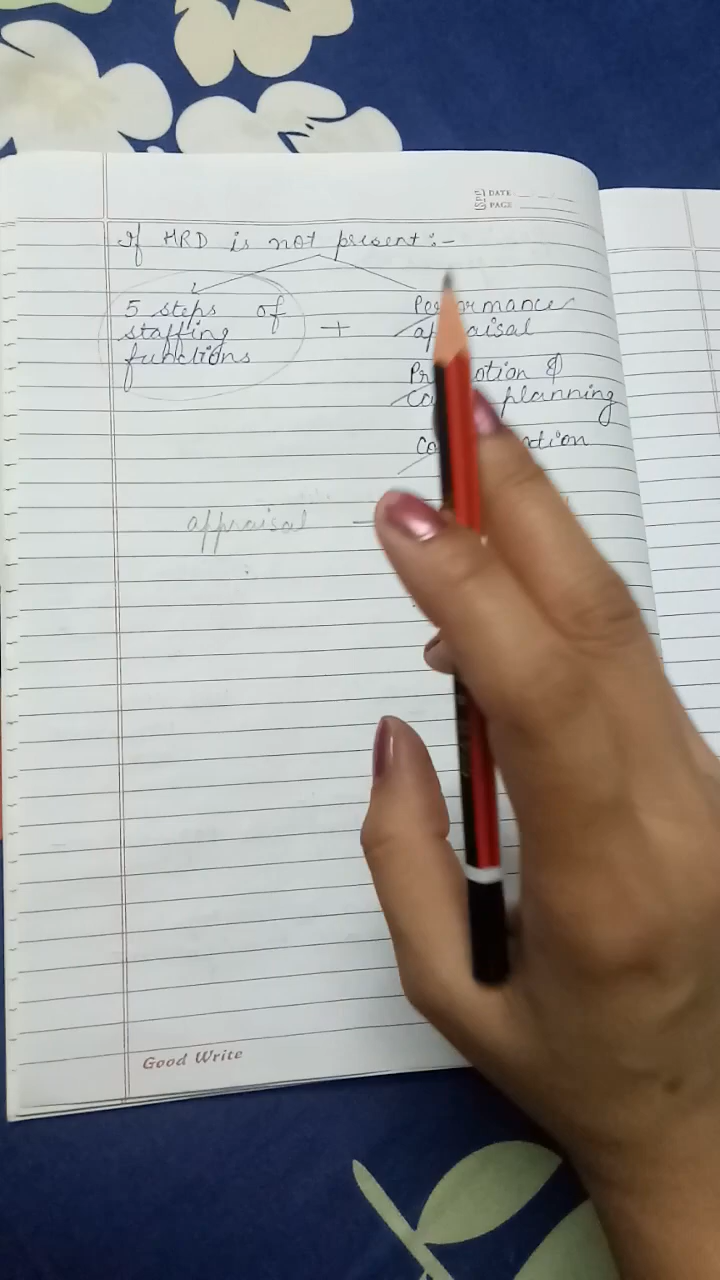 DATE
PAGE
If HRD is not present :-
5 steps of
staffing
functions
+
Performance
appraisal
Promotion &
planning
appraisal -
Good Write